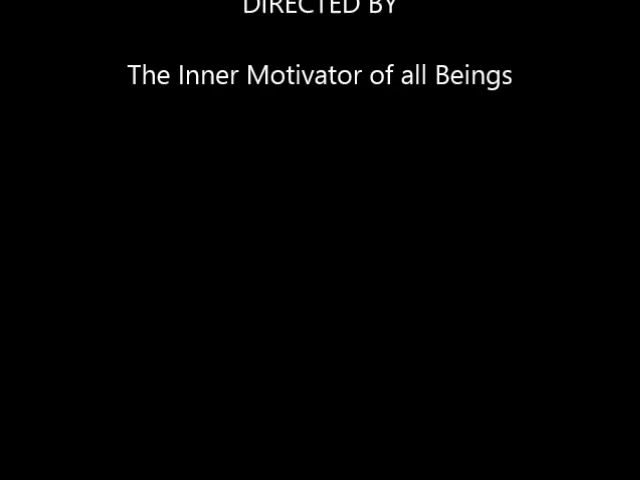 DIRECTED BY
The Inner Motivator of all Beings